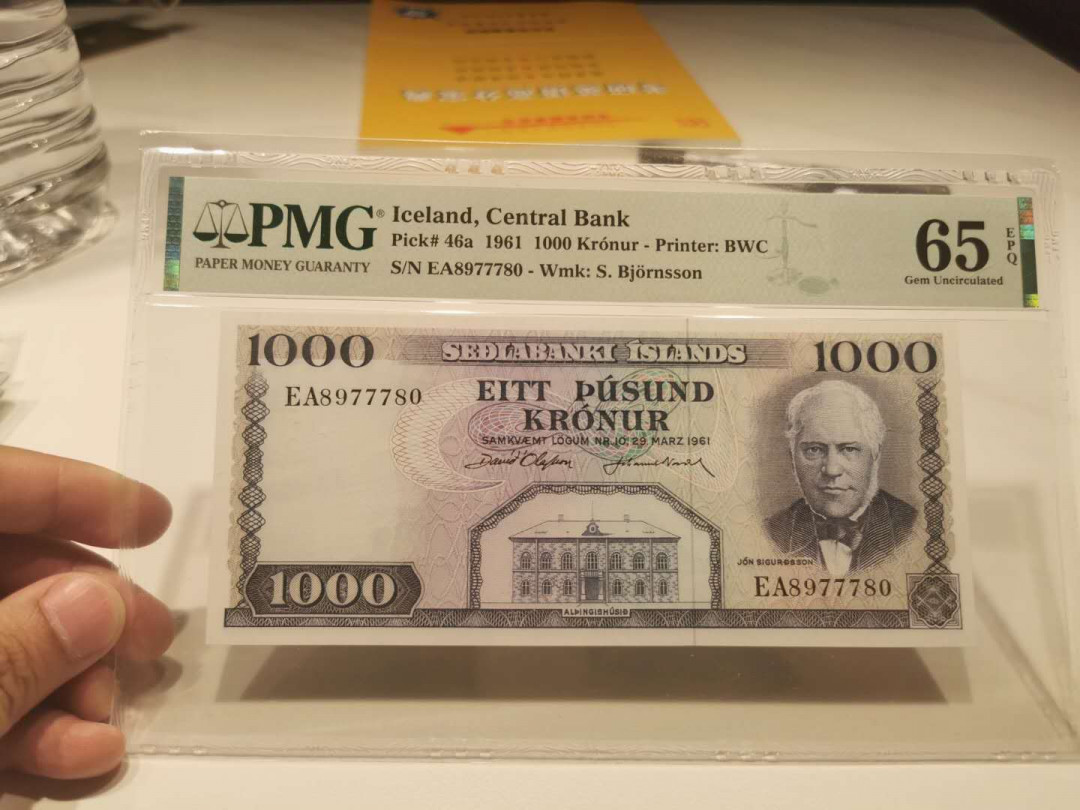 PMG®
PAPER MONEY GUARANTY
Iceland, Central Bank
Pick# 46a 1961 1000 Krónur - Printer: BWC
S/N EA8977780 - Wmk: S. Björnsson
65
EPQ
Gem Uncirculated
1000
SEÐLABANKI ÍSLANDS
1000
EA8977780
EITT ÞÚSUND
KRÓNUR
SAMKVÆMT LÖGUM NR. 10, 29. MARZ 1961
JÓN SIGURÐSSON
EA8977780
1000
ALÞINGISHÚSIÐ